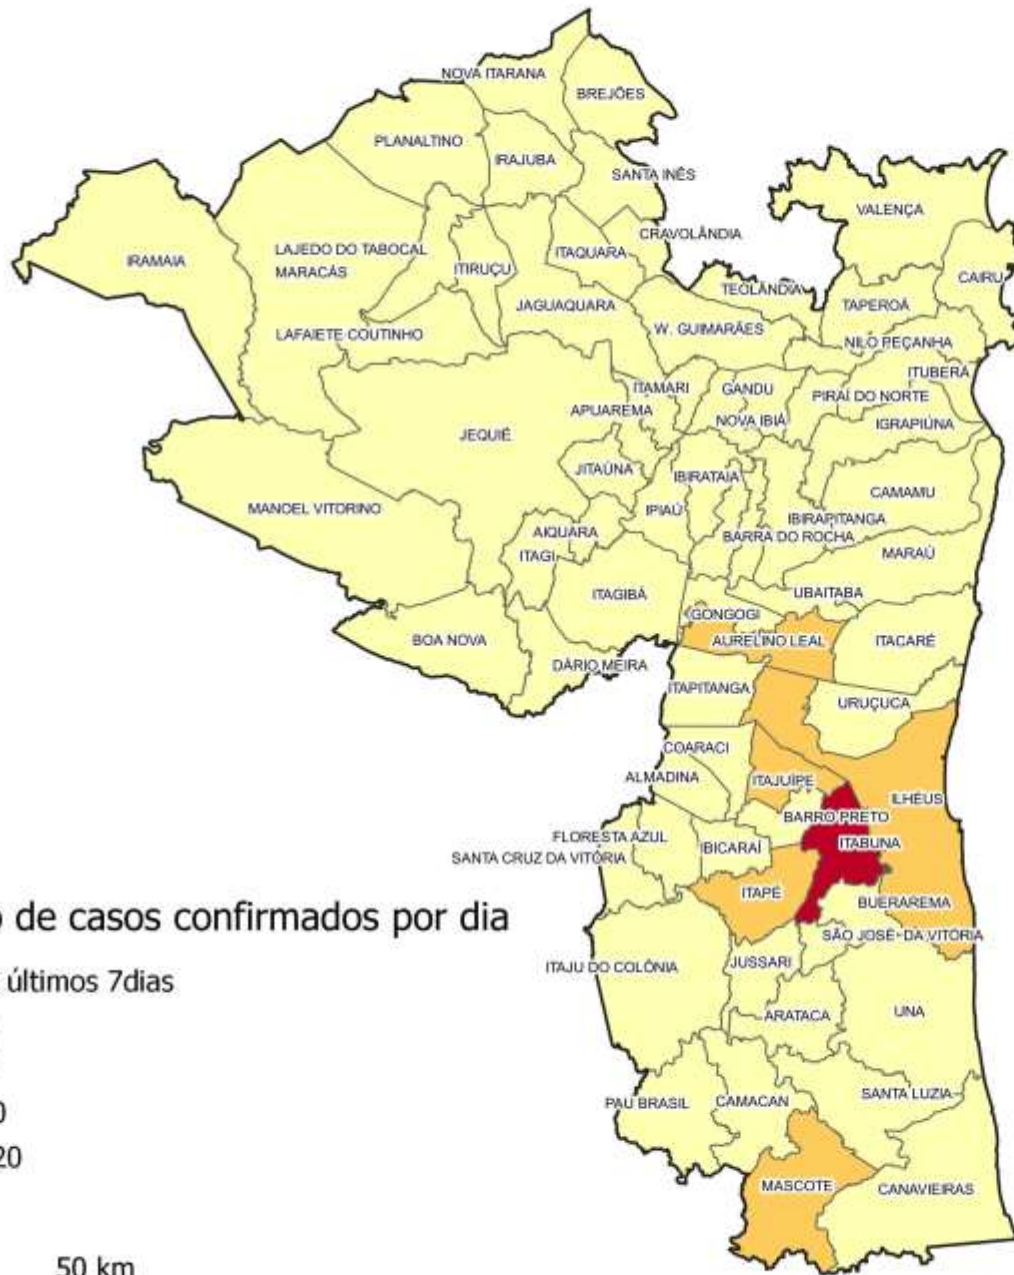 NOVA ITARANA
BREJÕES
PLANALTINO
IRAJUBA
SANTA INÊS
VALENÇA
CRAVOLÂNDIA
IRAMAIA
LAJEDO DO TABOCAL
ITAQUARA
MARACÁS
ITIRUÇU
CAIRU
TEOLÂNDIA
JAGUAQUARA
TAPEROÁ
W. GUIMARÃES
LAFAIETE COUTINHO
NILO PEÇANHA
ITUBERÁ
ITAMARI
GANDU
PIRAÍ DO NORTE
APUAREMA
NOVA IBIÁ
IGRAPIÚNA
JEQUIÉ
JITAÚNA
IBIRATAIA
CAMAMU
MANOEL VITORINO
IPIAÚ
IBIRAPITANGA
AIQUARA
BARRA DO ROCHA
ITAGI
MARAÚ
ITAGIBÁ
UBAITABA
GONGOGI
BOA NOVA
AURELINO LEAL
ITACARÉ
DÁRIO MEIRA
ITAPITANGA
URUÇUCA
COARACI
ALMADINA
ITAJUÍPE
ILHÉUS
BARRO PRETO
FLORESTA AZUL
IBICARAÍ
ITABUNA
SANTA CRUZ DA VITÓRIA
ITAPÉ
BUERAREMA
o de casos confirmados por dia
SÃO JOSÉ DA VITÓRIA
ITAJU DO COLÔNIA
JUSSARI
últimos 7dias
ARATACA
UNA
PAU BRASIL
CAMACAN
SANTA LUZIA
0
20
MASCOTE
CANAVIEIRAS
50 km